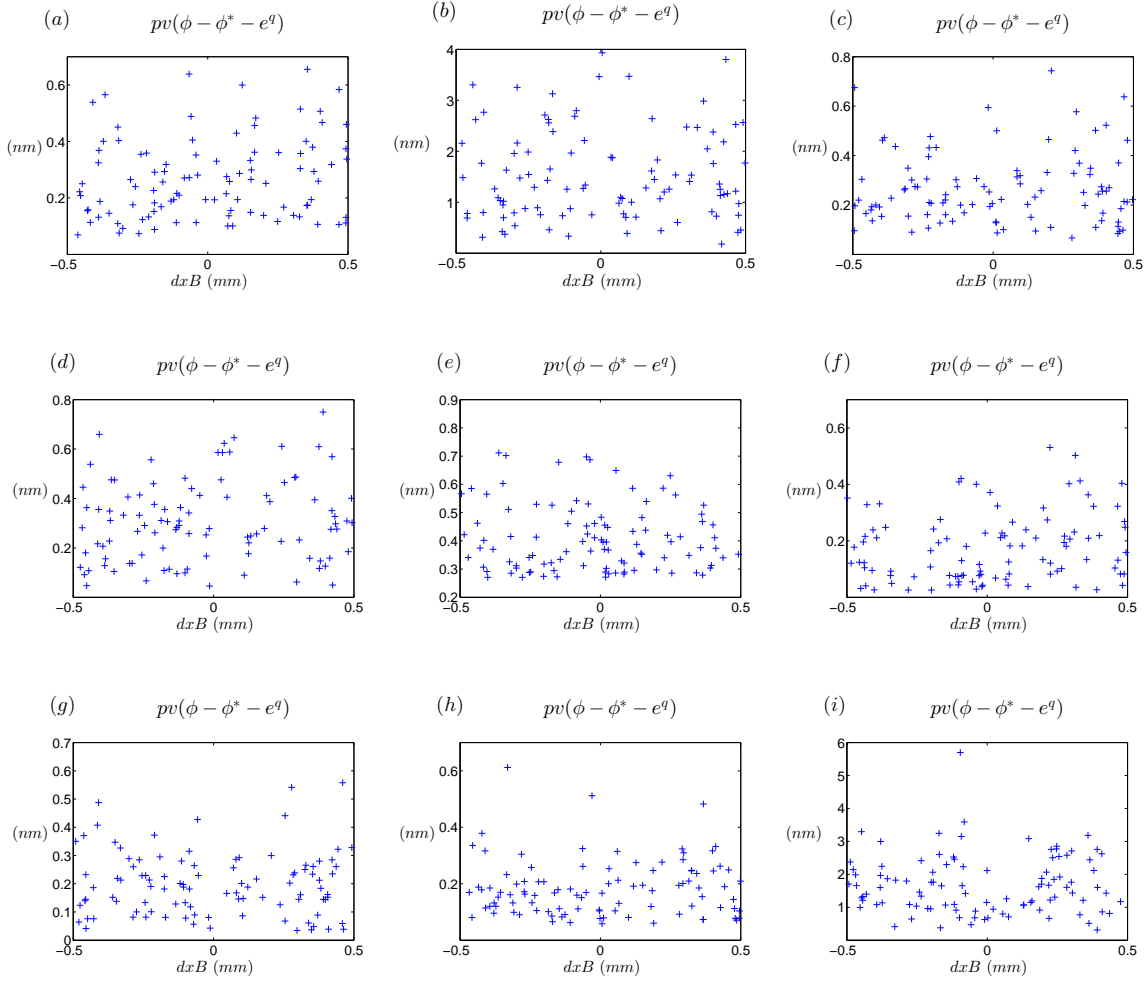 (a) pv(ϕ − ϕ* − e^q)
0.6
0.4
(nm)
0.2
−0.5 0 0.5
dxB (mm)
(b) pv(ϕ − ϕ* − e^q)
4
3
(nm)
2
1
−0.5 0 0.5
dxB (mm)
(c) pv(ϕ − ϕ* − e^q)
0.8
0.6
(nm)
0.4
0.2
−0.5 0 0.5
dxB (mm)
(d) pv(ϕ − ϕ* − e^q)
0.8
0.6
(nm)
0.4
0.2
−0.5 0 0.5
dxB (mm)
(e) pv(ϕ − ϕ* − e^q)
0.9
0.8
0.7
0.6
(nm)
0.5
0.4
0.3
0.2
−0.5 0 0.5
dxB (mm)
(f) pv(ϕ − ϕ* − e^q)
0.6
(nm)
0.4
0.2
−0.5 0 0.5
dxB (mm)
(g) pv(ϕ − ϕ* − e^q)
0.7
0.6
0.5
0.4
(nm)
0.3
0.2
0.1
0
−0.5 0 0.5
dxB (mm)
(h) pv(ϕ − ϕ* − e^q)
0.6
(nm)
0.4
0.2
−0.5 0 0.5
dxB (mm)
(i) pv(ϕ − ϕ* − e^q)
6
5
4
(nm)
3
2
1
−0.5 0 0.5
dxB (mm)